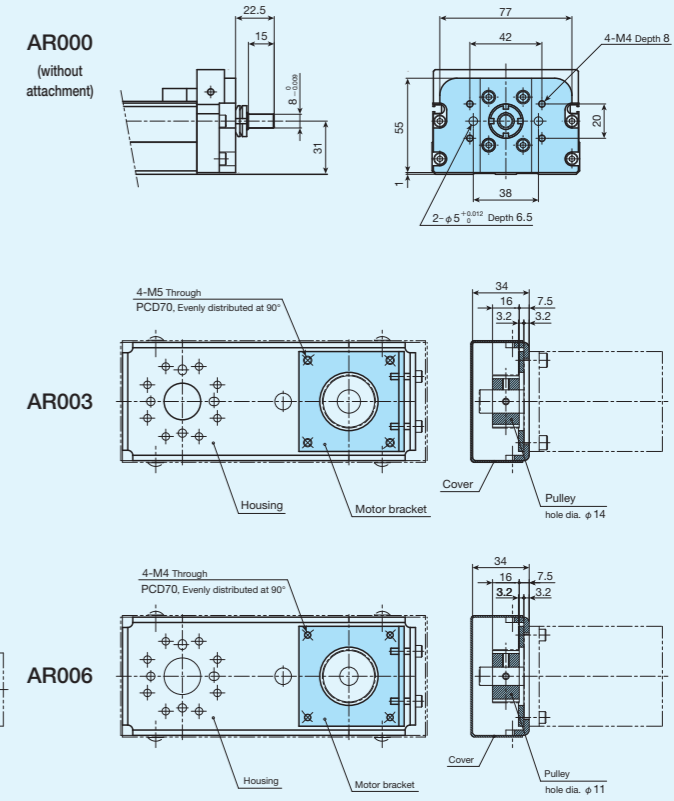 AR000
(without
attachment)
22.5
15
8 0 -0.009
31
77
42
4-M4 Depth 8
55
20
1
38
2-φ5 +0.012 0 Depth 6.5
AR003
4-M5 Through
PCD70, Evenly distributed at 90°
Housing
Motor bracket
34
16 7.5
3.2 3.2
Cover
Pulley
hole dia. φ14
AR006
4-M4 Through
PCD70, Evenly distributed at 90°
Housing
Motor bracket
34
16 7.5
3.2 3.2
Cover
Pulley
hole dia. φ11